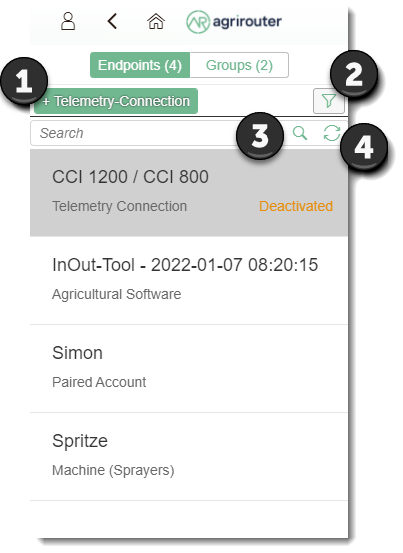 AR agrirouter
Endpoints (4) Groups (2)
1 2
+ Telemetry-Connection
Search 3 4
CCI 1200 / CCI 800
Telemetry Connection Deactivated
InOut-Tool - 2022-01-07 08:20:15
Agricultural Software
Simon
Paired Account
Spritze
Machine (Sprayers)